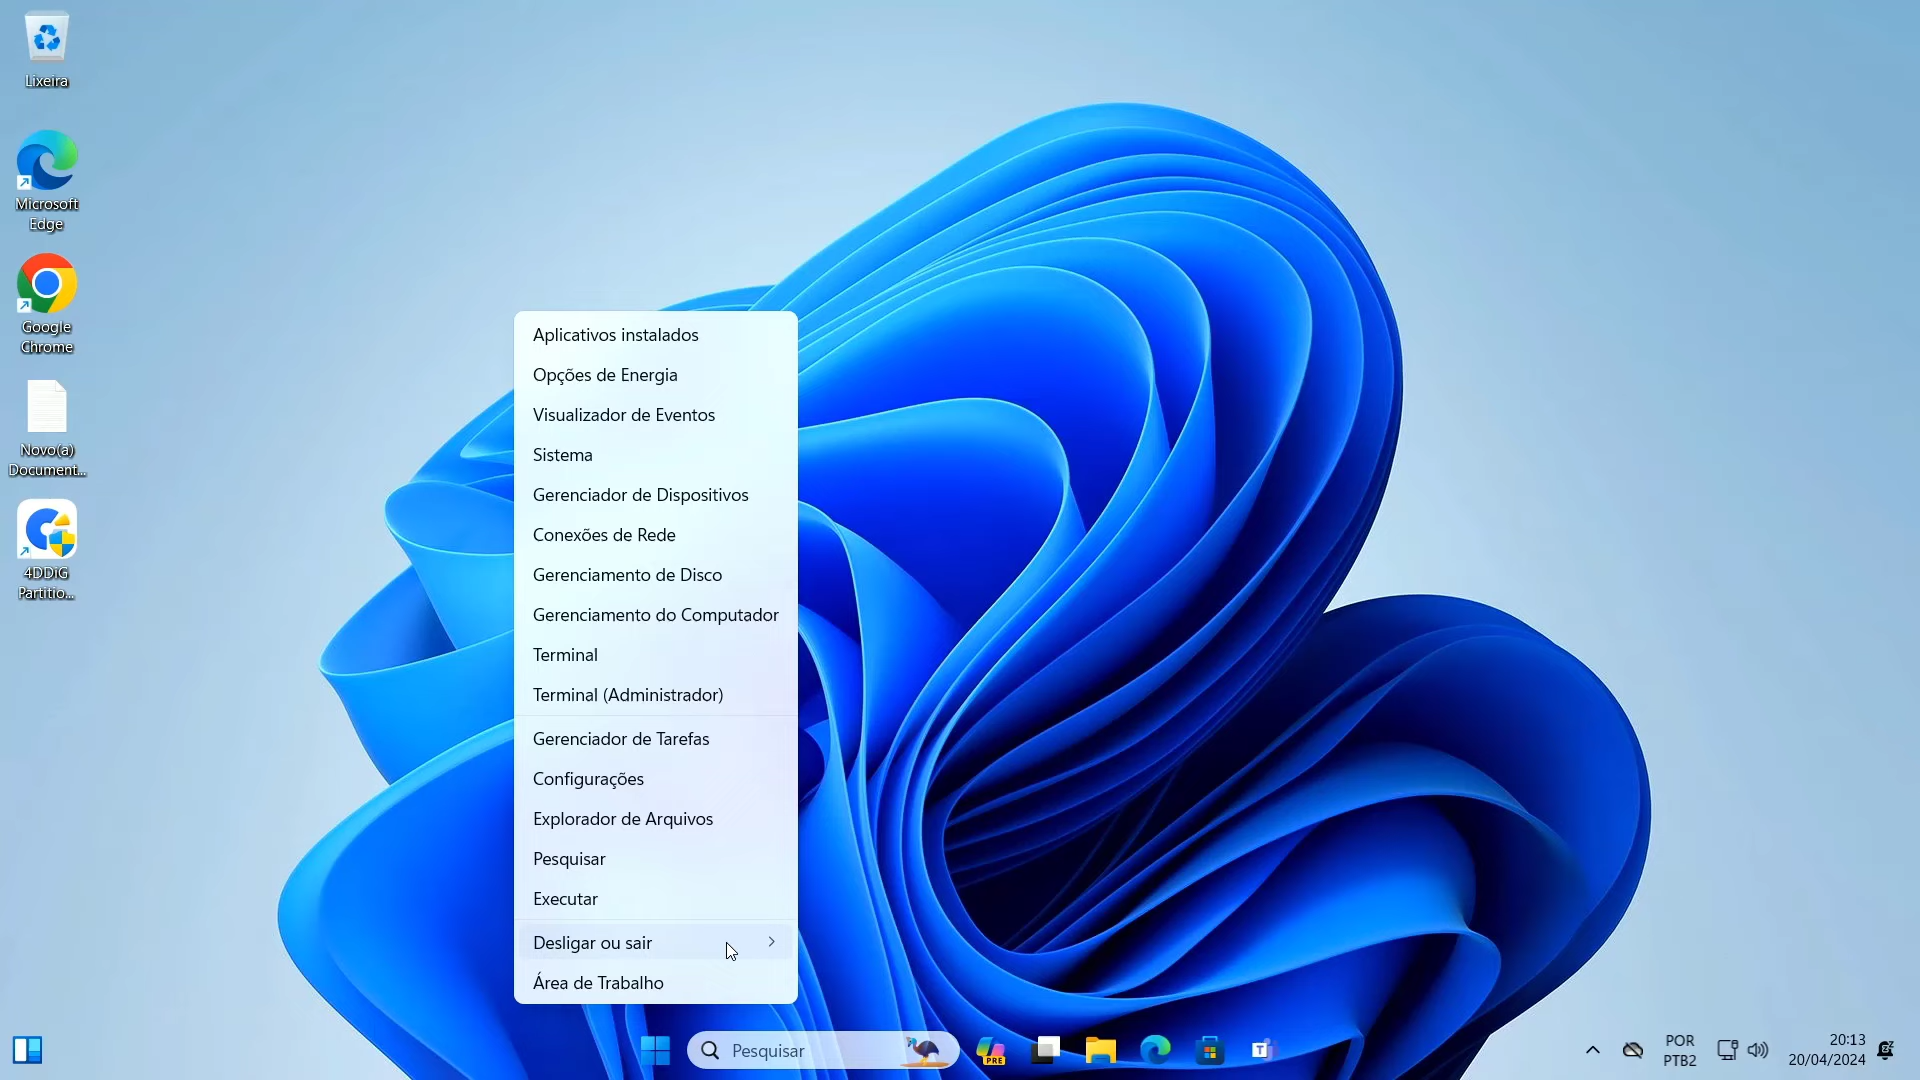 Lixeira
Microsoft
Edge
Google
Chrome
Novo(a)
Document...
4DDiG
Partitio...
Aplicativos instalados
Opções de Energia
Visualizador de Eventos
Sistema
Gerenciador de Dispositivos
Conexões de Rede
Gerenciamento de Disco
Gerenciamento do Computador
Terminal
Terminal (Administrador)
Gerenciador de Tarefas
Configurações
Explorador de Arquivos
Pesquisar
Executar
Desligar ou sair
Área de Trabalho
Pesquisar
PRE
T
POR
PTB2
20:13
20/04/2024